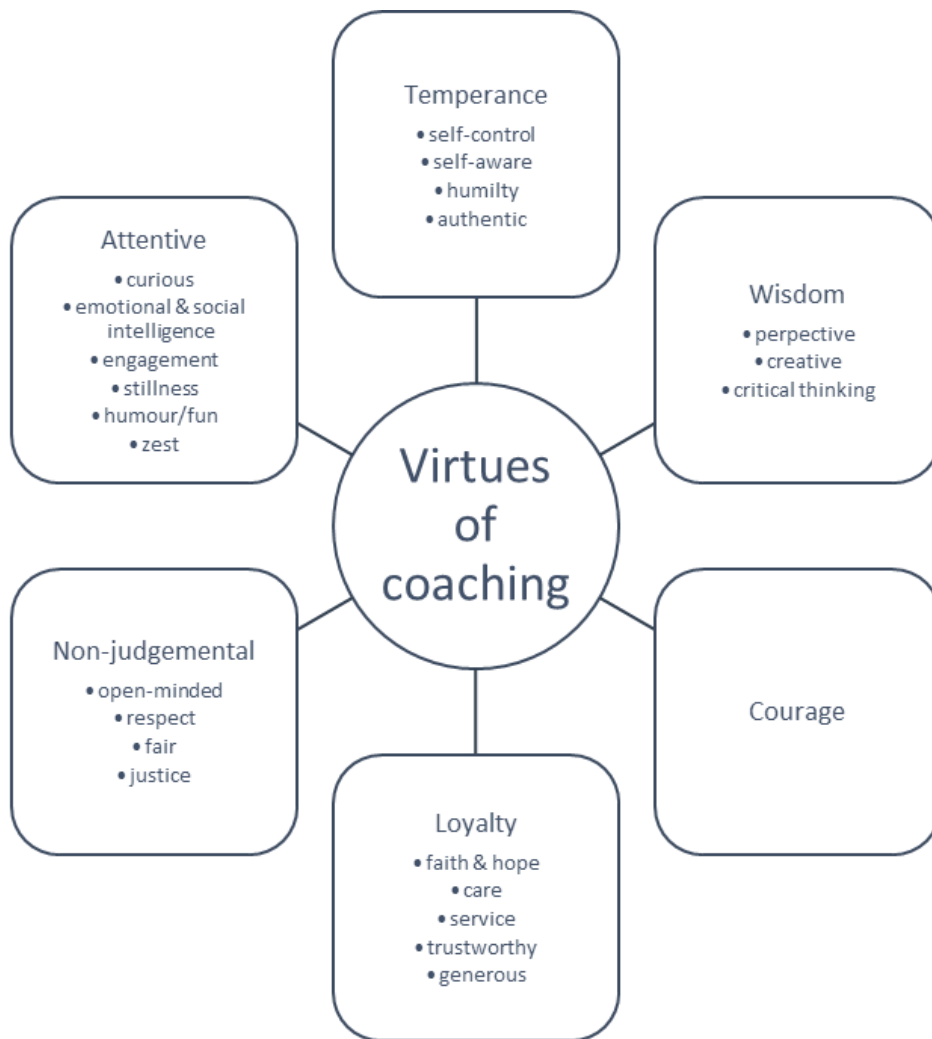 Temperance
• self-control
• self-aware
• humilty
• authentic
Attentive
• curious
• emotional & social
intelligence
• engagement
• stillness
• humour/fun
• zest
Wisdom
• perpective
• creative
• critical thinking
Virtues
of
coaching
Non-judgemental
• open-minded
• respect
• fair
• justice
Courage
Loyalty
• faith & hope
• care
• service
• trustworthy
• generous